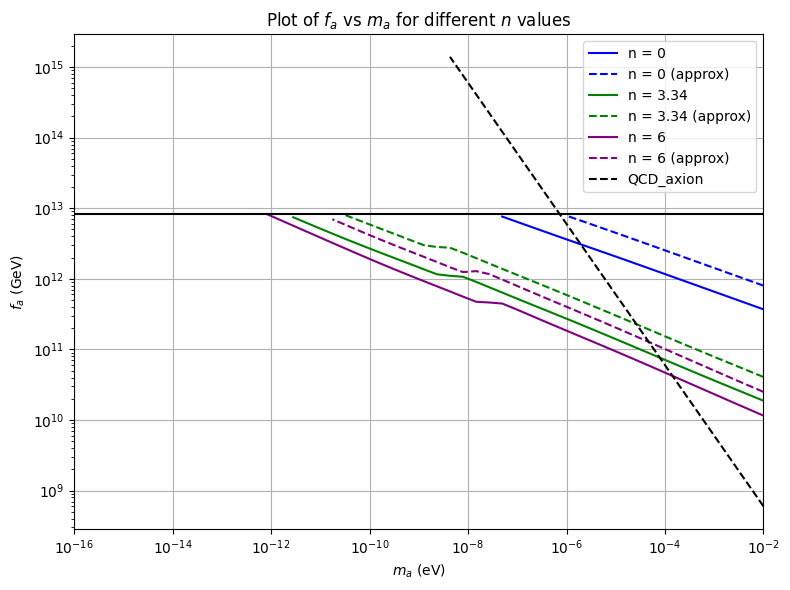 Plot of $f_a$ vs $m_a$ for different $n$ values
$f_a$ (GeV)
10^{15}
10^{14}
10^{13}
10^{12}
10^{11}
10^{10}
10^{9}
n = 0
n = 0 (approx)
n = 3.34
n = 3.34 (approx)
n = 6
n = 6 (approx)
QCD_axion
10^{-16} 10^{-14} 10^{-12} 10^{-10} 10^{-8} 10^{-6} 10^{-4} 10^{-2}
$m_a$ (eV)